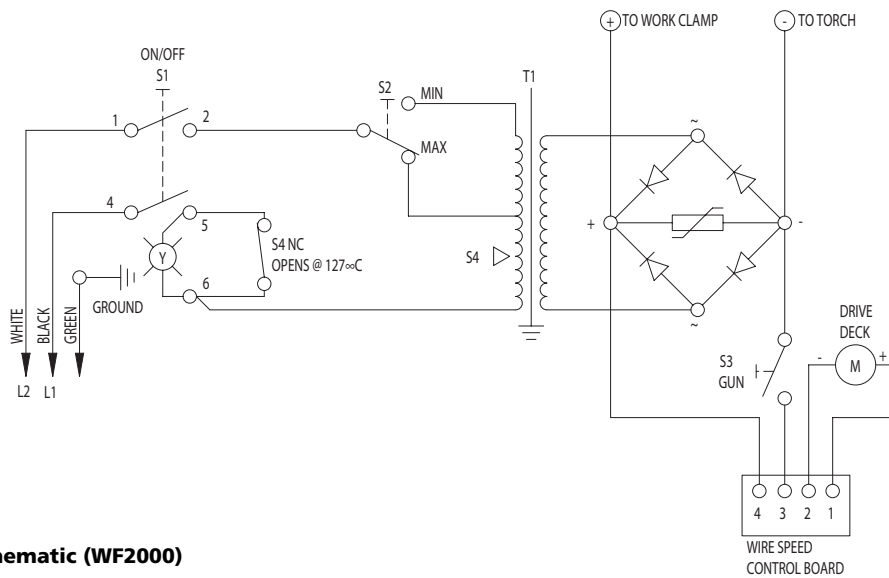 + TO WORK CLAMP
- TO TORCH
ON/OFF
S1
S2
MIN
T1
1
2
MAX
4
5
+
-
~
S4 NC
OPENS @ 127∞C
S4
Y
6
GROUND
~
WHITE
BLACK
GREEN
L2
L1
DRIVE
DECK
S3
GUN
-
M
+
4 3 2 1
WIRE SPEED
CONTROL BOARD
nematic (WF2000)